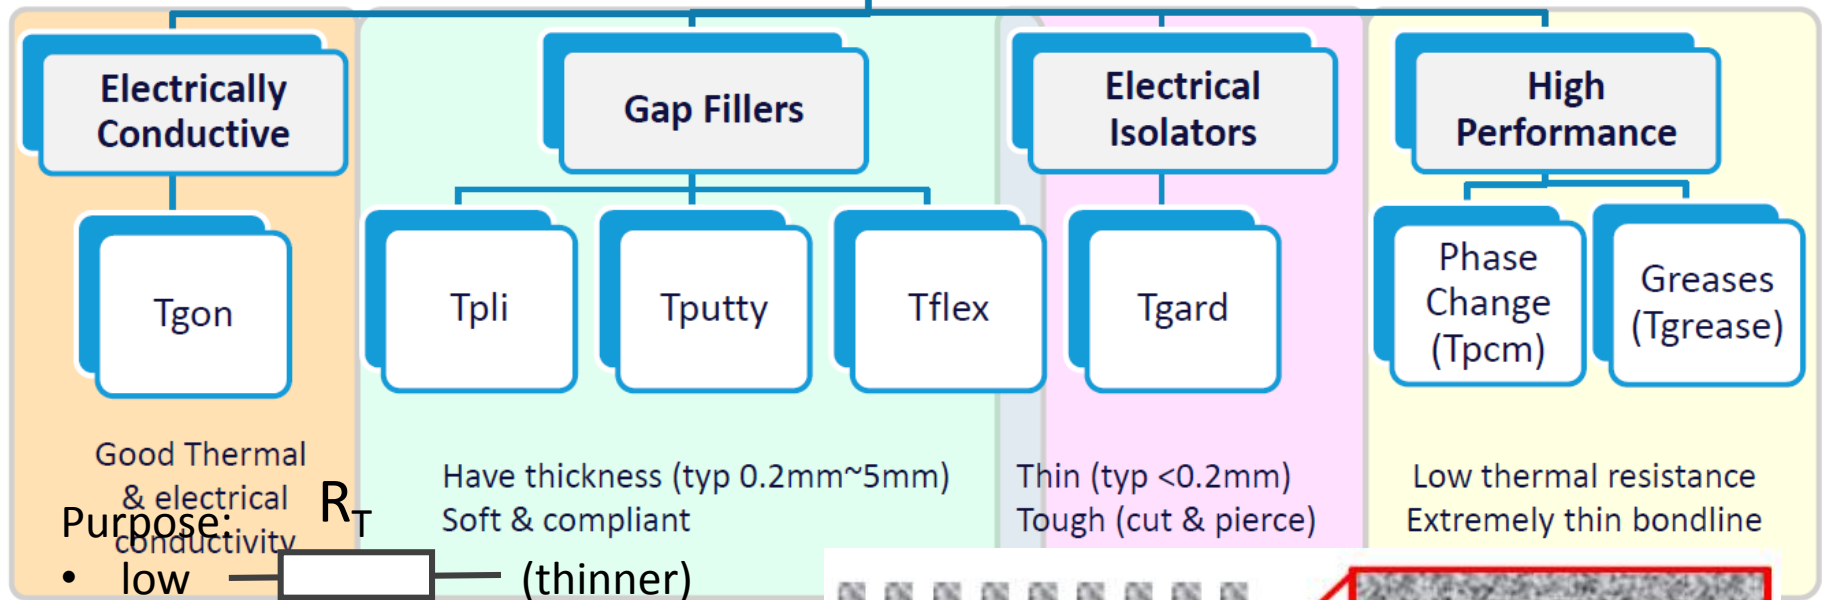 Electrically
Conductive
Gap Fillers
Electrical
Isolators
High
Performance
Tgon
Tpli
Tputty
Tflex
Tgard
Phase
Change
(Tpcm)
Greases
(Tgrease)
Good Thermal
& electrical
conductivity
Have thickness (typ 0.2mm~5mm)
Soft & compliant
Thin (typ <0.2mm)
Tough (cut & pierce)
Low thermal resistance
Extremely thin bondline
Purpose:
RT
• low
(thinner)